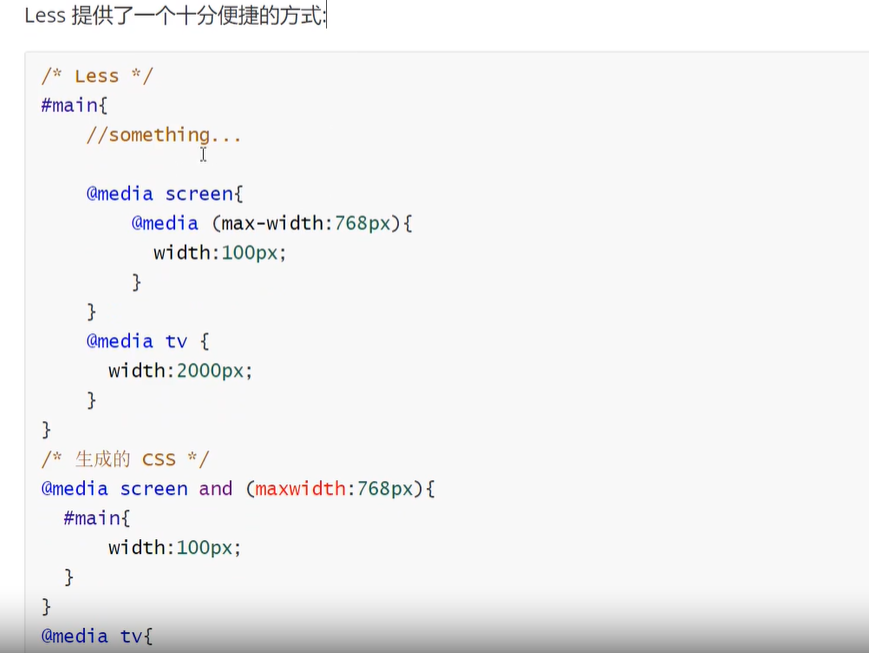 Less 提供了一个十分便捷的方式:
/* Less */
#main{
    //something...

    @media screen{
        @media (max-width:768px){
          width:100px;
        }
    }
    @media tv {
      width:2000px;
    }
}
/* 生成的 CSS */
@media screen and (maxwidth:768px){
  #main{
      width:100px;
  }
}
@media tv{